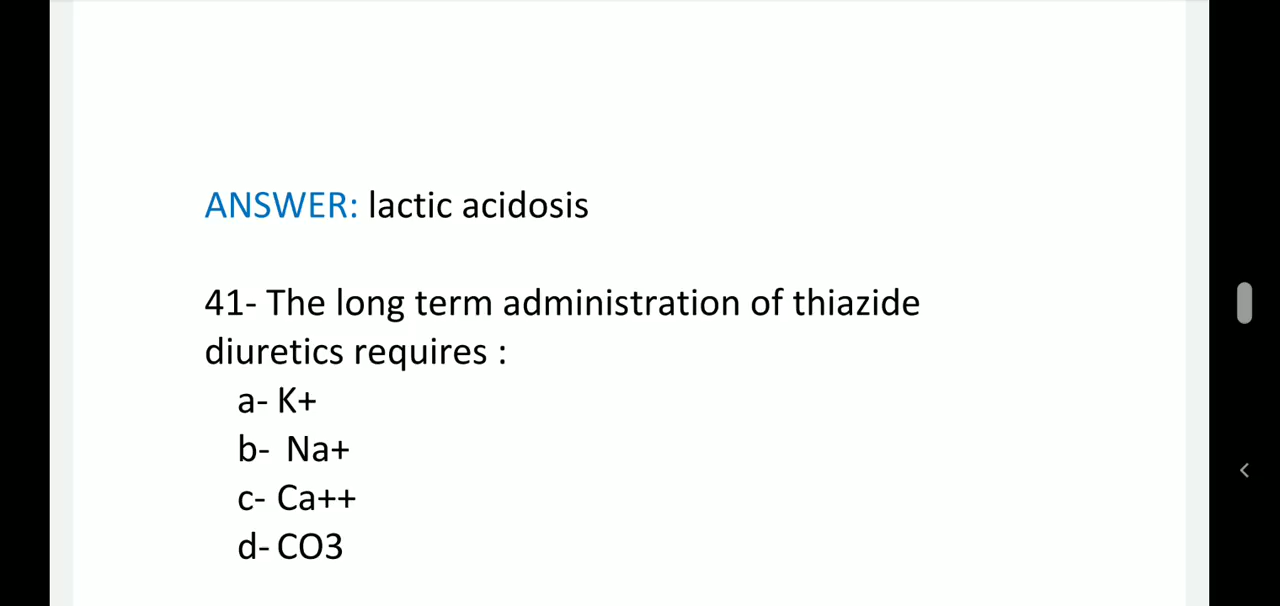 ANSWER: lactic acidosis
41- The long term administration of thiazide
diuretics requires :
a- K+
b- Na+
c- Ca++
d- CO3